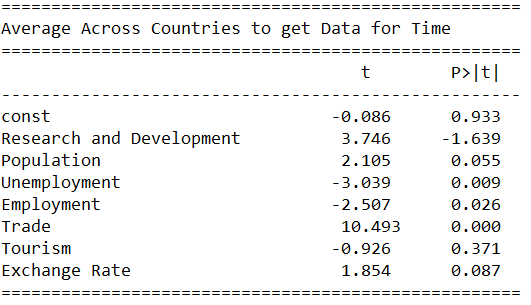 Average Across Countries to get Data for Time
t P>|t|
const -0.086 0.933
Research and Development 3.746 -1.639
Population 2.105 0.055
Unemployment -3.039 0.009
Employment -2.507 0.026
Trade 10.493 0.000
Tourism -0.926 0.371
Exchange Rate 1.854 0.087